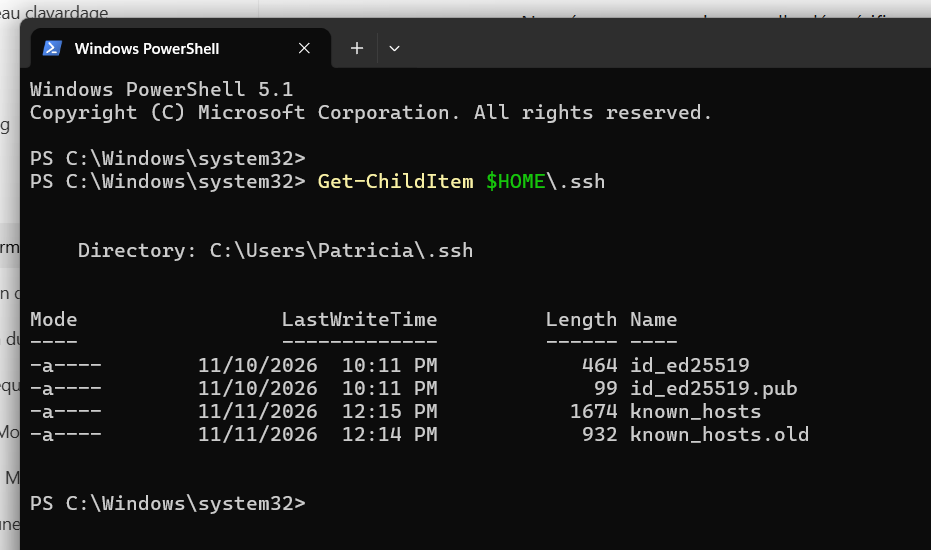 eau clavardage
Windows PowerShell
Windows PowerShell 5.1
Copyright (C) Microsoft Corporation. All rights reserved.
g
PS C:\Windows\system32>
PS C:\Windows\system32> Get-ChildItem $HOME\.ssh
Directory: C:\Users\Patricia\.ssh
Mode LastWriteTime Length Name
---- ------------- ------ ----
-a---- 11/10/2026 10:11 PM 464 id_ed25519
-a---- 11/10/2026 10:11 PM 99 id_ed25519.pub
-a---- 11/11/2026 12:15 PM 1674 known_hosts
-a---- 11/11/2026 12:14 PM 932 known_hosts.old
PS C:\Windows\system32>